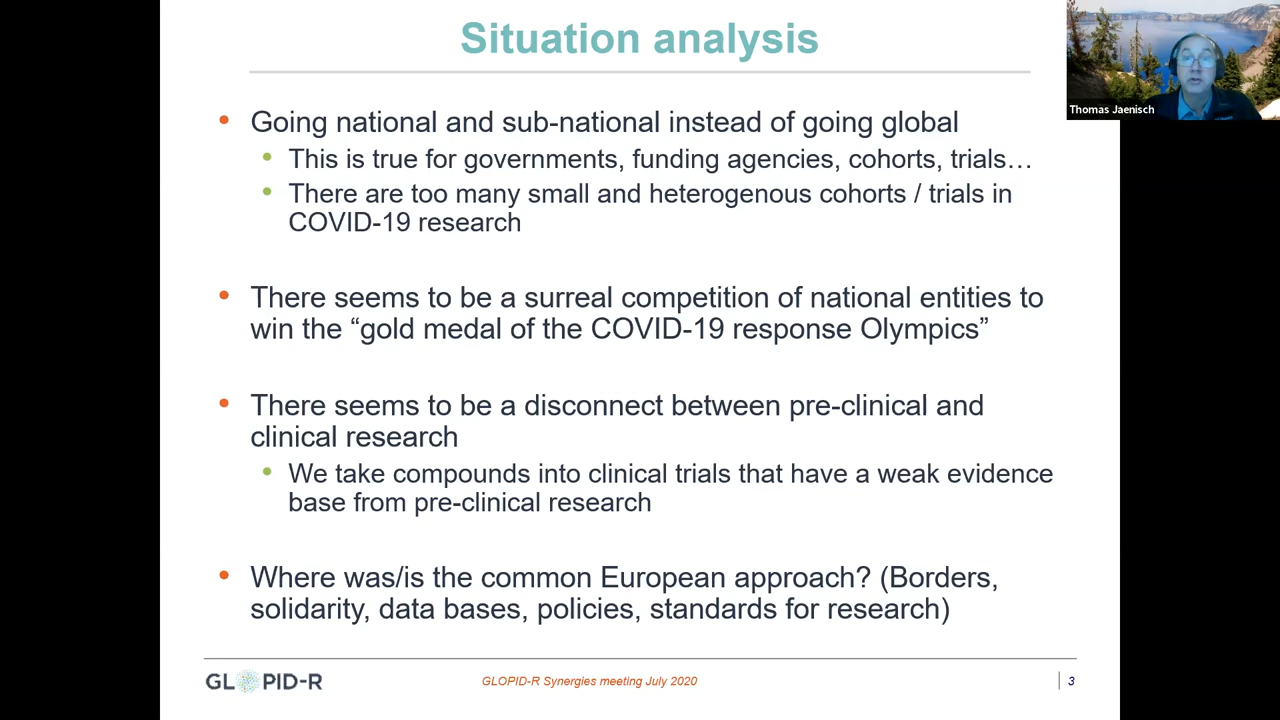 Situation analysis
Thomas Jaenisch
• Going national and sub-national instead of going global
• This is true for governments, funding agencies, cohorts, trials…
• There are too many small and heterogenous cohorts / trials in
COVID-19 research
• There seems to be a surreal competition of national entities to
win the “gold medal of the COVID-19 response Olympics”
• There seems to be a disconnect between pre-clinical and
clinical research
• We take compounds into clinical trials that have a weak evidence
base from pre-clinical research
• Where was/is the common European approach? (Borders,
solidarity, data bases, policies, standards for research)
GLOPID-R
GLOPID-R Synergies meeting July 2020
3